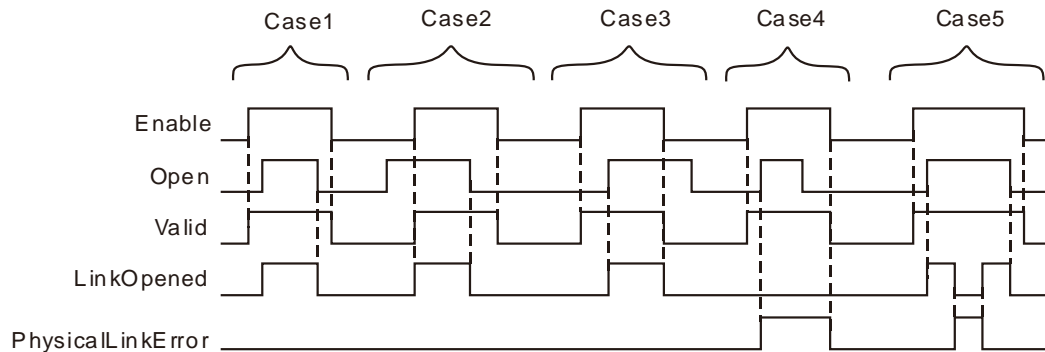 Case1 Case2 Case3 Case4 Case5
Enable
Open
Valid
LinkOpened
PhysicalLinkError